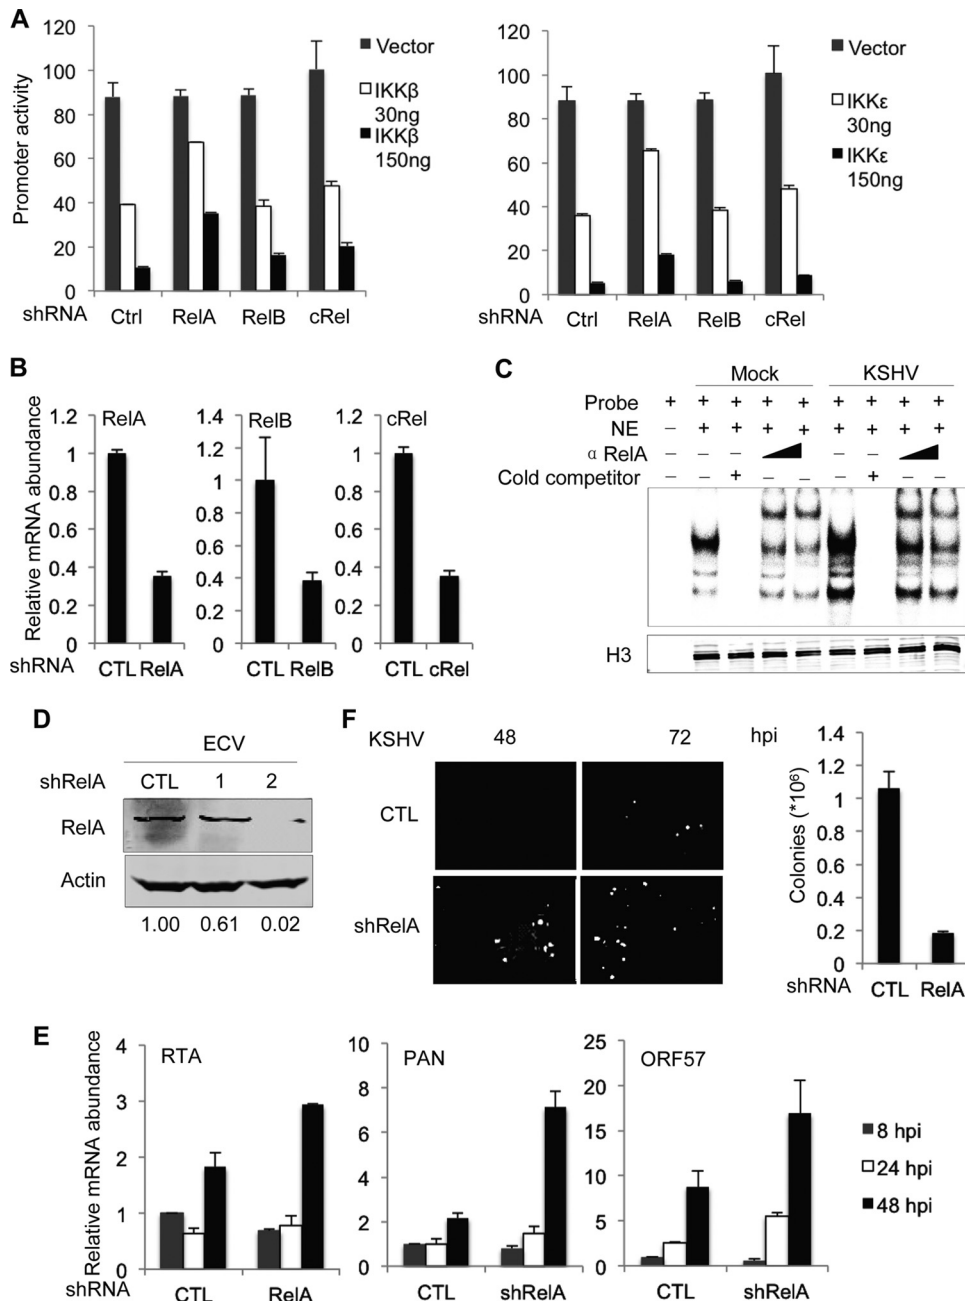 A
Promoter activity
120
100
80
60
40
20
0
Vector
IKKβ
30ng
IKKβ
150ng
shRNA
Ctrl RelA RelB cRel
120
100
80
60
40
20
0
Vector
IKKε
30ng
IKKε
150ng
shRNA
Ctrl RelA RelB cRel
B
Relative mRNA abundance
1.2
1
0.8
0.6
0.4
0.2
0
RelA
1.4
1.2
1
0.8
0.6
0.4
0.2
0
RelB
1.2
1
0.8
0.6
0.4
0.2
0
cRel
shRNA
CTL RelA
CTL RelB
CTL cRel
C
Mock KSHV
Probe + + + + + + + + +
NE – + + + + + + + +
α RelA – – – – –
Cold competitor – – + – – – + – –
H3
D
ECV
shRelA CTL 1 2
RelA
Actin
1.00 0.61 0.02
F
KSHV 48 72 hpi
CTL
shRelA
Colonies (*10⁶)
1.4
1.2
1
0.8
0.6
0.4
0.2
0
shRNA
CTL RelA
E
Relative mRNA abundance
4
3
2
1
0
RTA
shRNA
CTL RelA
10
8
6
4
2
0
PAN
CTL shRelA
25
20
15
10
5
0
ORF57
CTL shRelA
8 hpi
24 hpi
48 hpi